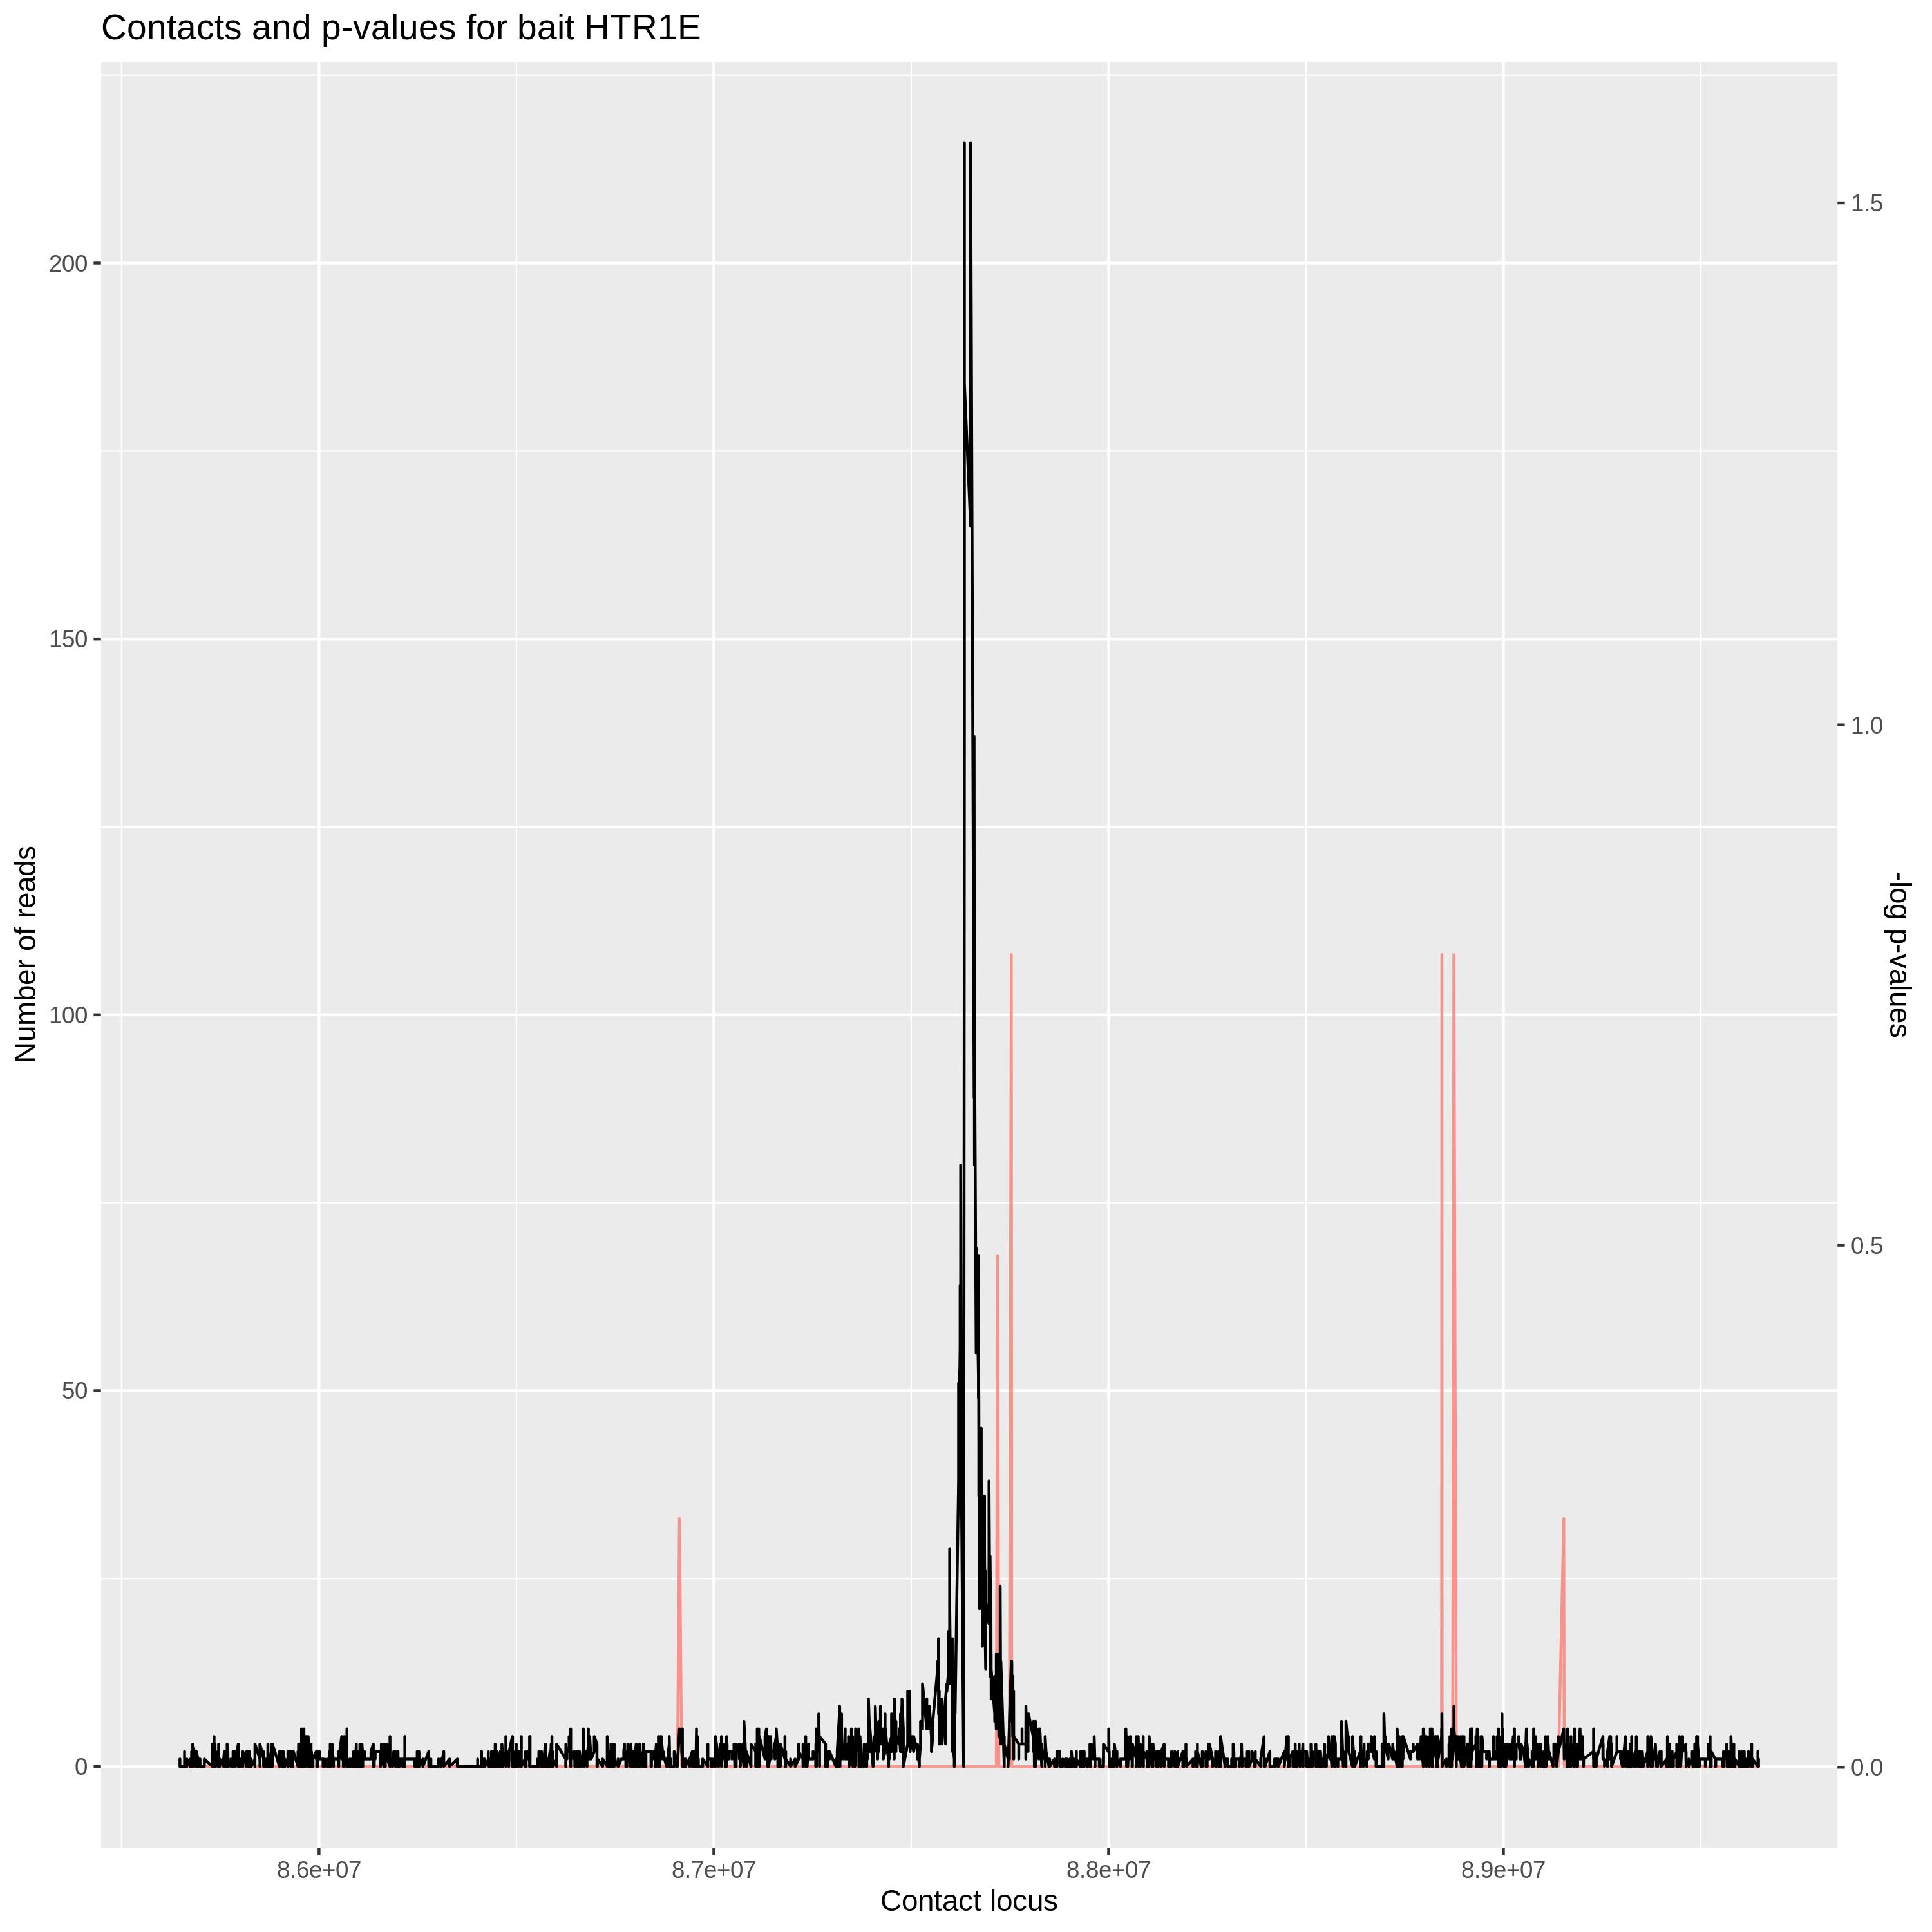 Contacts and p-values for bait HTR1E
Number of reads
200
150
100
50
0
1.5
1.0
0.5
0.0
-log p-values
8.6e+07 8.7e+07 8.8e+07 8.9e+07
Contact locus